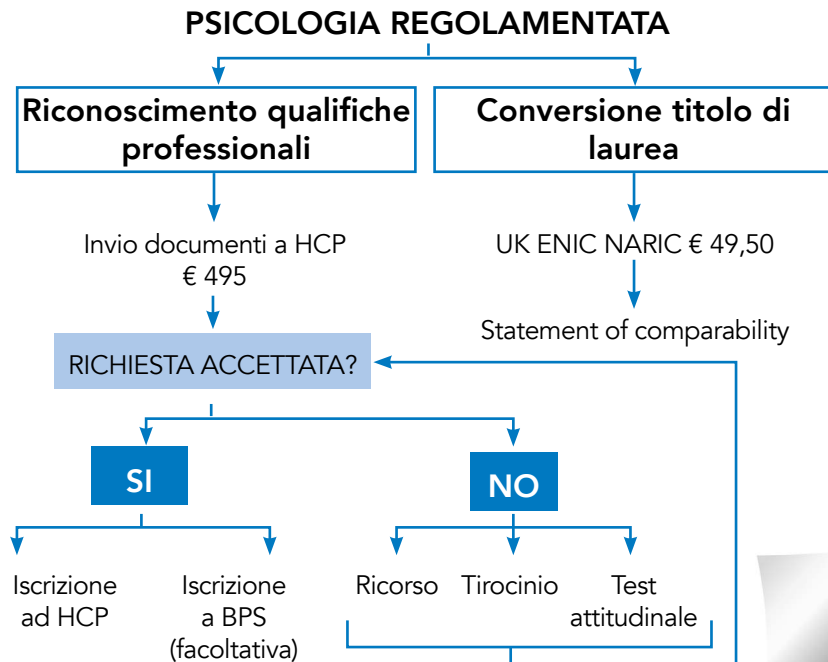 PSICOLOGIA REGOLAMENTATA
Riconoscimento qualifiche
professionali
Conversione titolo di
laurea
Invio documenti a HCP
€ 495
UK ENIC NARIC € 49,50
Statement of comparability
RICHIESTA ACCETTATA?
SI
NO
Iscrizione
ad HCP
Iscrizione
a BPS
(facoltativa)
Ricorso
Tirocinio
Test
attitudinale